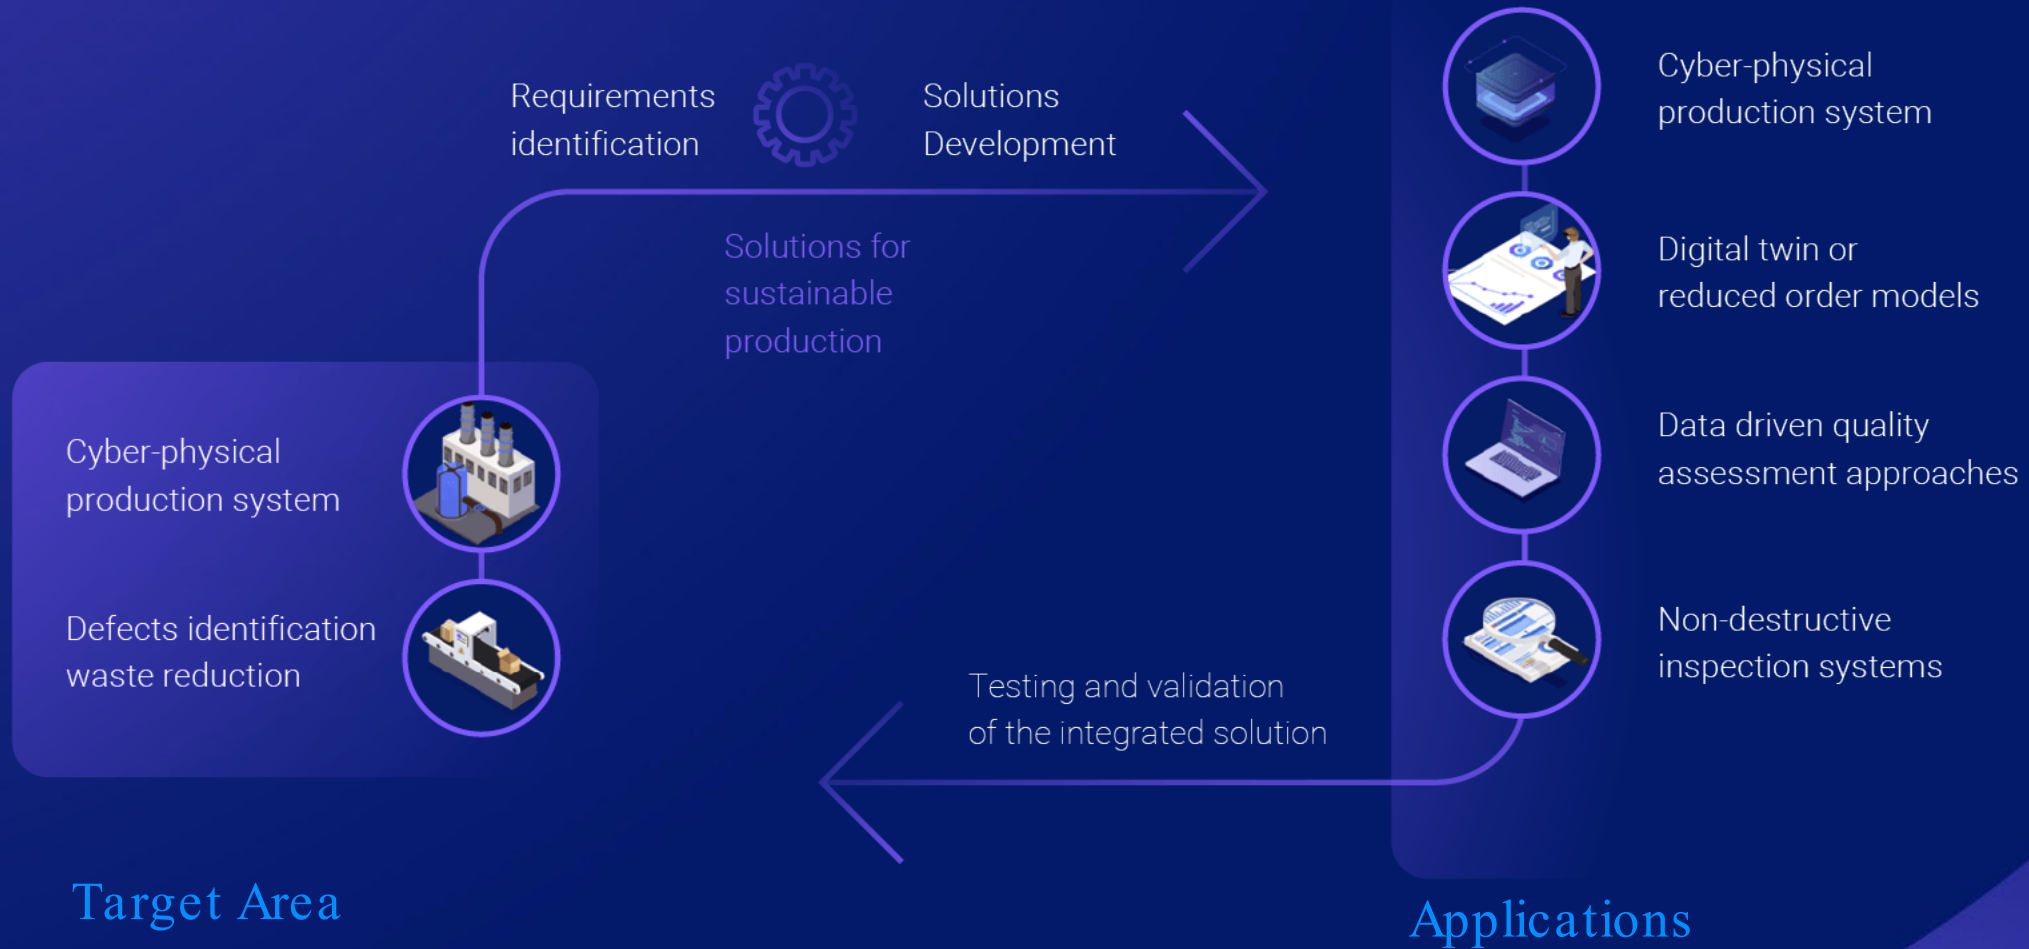 Requirements
identification
Solutions
Development
Solutions for
sustainable
production
Cyber-physical
production system
Defects identification
waste reduction
Target Area
Cyber-physical
production system
Digital twin or
reduced order models
Data driven quality
assessment approaches
Non-destructive
inspection systems
Testing and validation
of the integrated solution
Applications